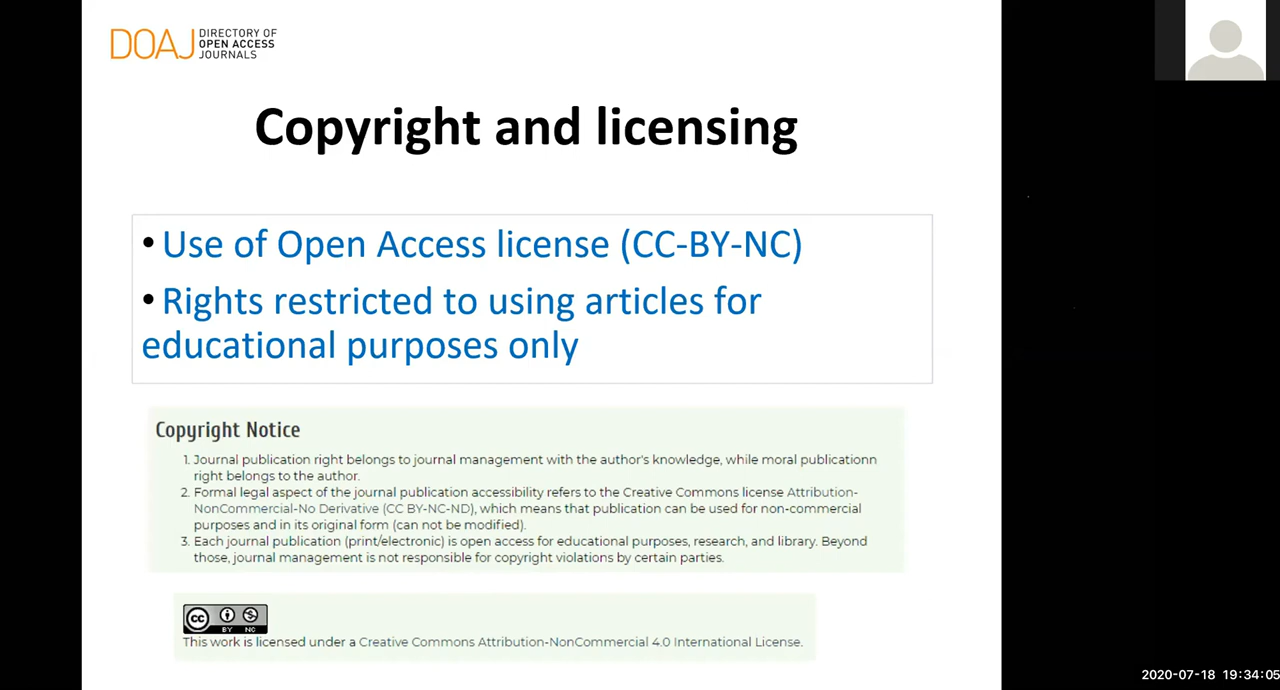 DOAJ DIRECTORY OF
OPEN ACCESS
JOURNALS
Copyright and licensing
• Use of Open Access license (CC-BY-NC)
• Rights restricted to using articles for
educational purposes only
Copyright Notice
1. Journal publication right belongs to journal management with the author's knowledge, while moral publicationn
right belongs to the author.
2. Formal legal aspect of the journal publication accessibility refers to the Creative Commons license Attribution-
NonCommercial-No Derivative (CC BY-NC-ND), which means that publication can be used for non-commercial
purposes and in its original form (can not be modified).
3. Each journal publication (print/electronic) is open access for educational purposes, research, and library. Beyond
those, journal management is not responsible for copyright violations by certain parties.
cc BY NC
This work is licensed under a Creative Commons Attribution-NonCommercial 4.0 International License.
2020-07-18 19:34:05